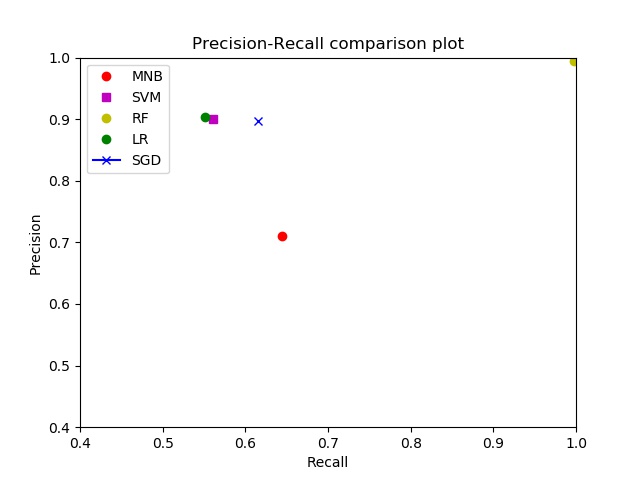 Precision-Recall comparison plot
1.0
0.9
0.8
0.7
0.6
0.5
0.4
Precision
MNB
SVM
RF
LR
SGD
0.4 0.5 0.6 0.7 0.8 0.9 1.0
Recall